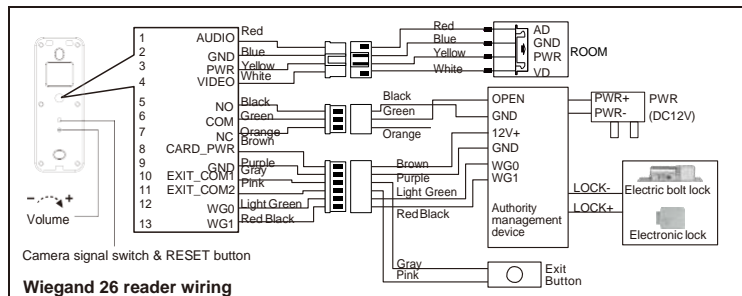 1 AUDIO Red
2 GND Blue
3 PWR Yellow
4 VIDEO White
5 NO Black
6 COM Green
7 NC Orange
8 CARD_PWR Brown
9 GND Purple
10 EXIT_COM1 Gray
11 EXIT_COM2 Pink
12 WG0 Light Green
13 WG1 Red Black
Red
Blue
Yellow
White
AD
GND
PWR
VD
ROOM
Black
Green
Orange
Brown
Purple
Light Green
Red Black
OPEN
GND
12V+
GND
WG0
WG1
Authority
management
device
PWR+
PWR-
PWR
(DC12V)
LOCK-
LOCK+
Electric bolt lock
Electronic lock
Gray
Pink
Exit
Button
- +
Volume
Camera signal switch & RESET button
Wiegand 26 reader wiring